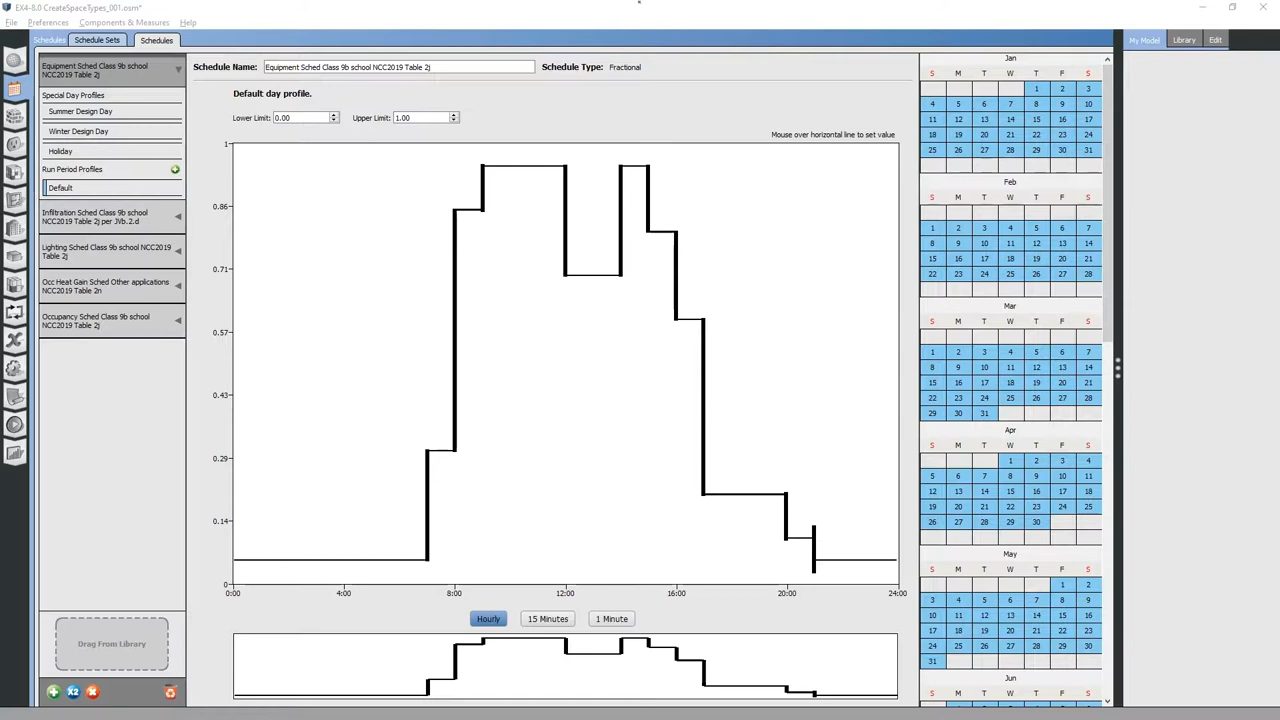 EX4-8.0 CreateSpaceTypes_001.osm*
File Preferences Components & Measures Help
Schedules Schedule Sets Schedules My Model Library Edit
Equipment Sched Class 9b school
NCC2019 Table 2j
Special Day Profiles
Summer Design Day
Winter Design Day
Holiday
Run Period Profiles
Default
Infiltration Sched Class 9b school
NCC2019 Table 2j per JVb.2.d
Lighting Sched Class 9b school NCC2019
Table 2j
Occ Heat Gain Sched Other applications
NCC2019 Table 2n
Occupancy Sched Class 9b school
NCC2019 Table 2j
Drag From Library
X2
Schedule Name: Equipment Sched Class 9b school NCC2019 Table 2j Schedule Type: Fractional
Default day profile.
Lower Limit: 0.00 Upper Limit: 1.00
Mouse over horizontal line to set value
1
0.86
0.71
0.57
0.43
0.29
0.14
0
0:00 4:00 8:00 12:00 16:00 20:00 24:00
Hourly 15 Minutes 1 Minute
Jan
S M T W T F S
1 2 3
4 5 6 7 8 9 10
11 12 13 14 15 16 17
18 19 20 21 22 23 24
25 26 27 28 29 30 31
Feb
S M T W T F S
1 2 3 4 5 6 7
8 9 10 11 12 13 14
15 16 17 18 19 20 21
22 23 24 25 26 27 28
Mar
S M T W T F S
1 2 3 4 5 6 7
8 9 10 11 12 13 14
15 16 17 18 19 20 21
22 23 24 25 26 27 28
29 30 31
Apr
S M T W T F S
1 2 3 4
5 6 7 8 9 10 11
12 13 14 15 16 17 18
19 20 21 22 23 24 25
26 27 28 29 30
May
S M T W T F S
1 2
3 4 5 6 7 8 9
10 11 12 13 14 15 16
17 18 19 20 21 22 23
24 25 26 27 28 29 30
31
Jun
S M T W T F S